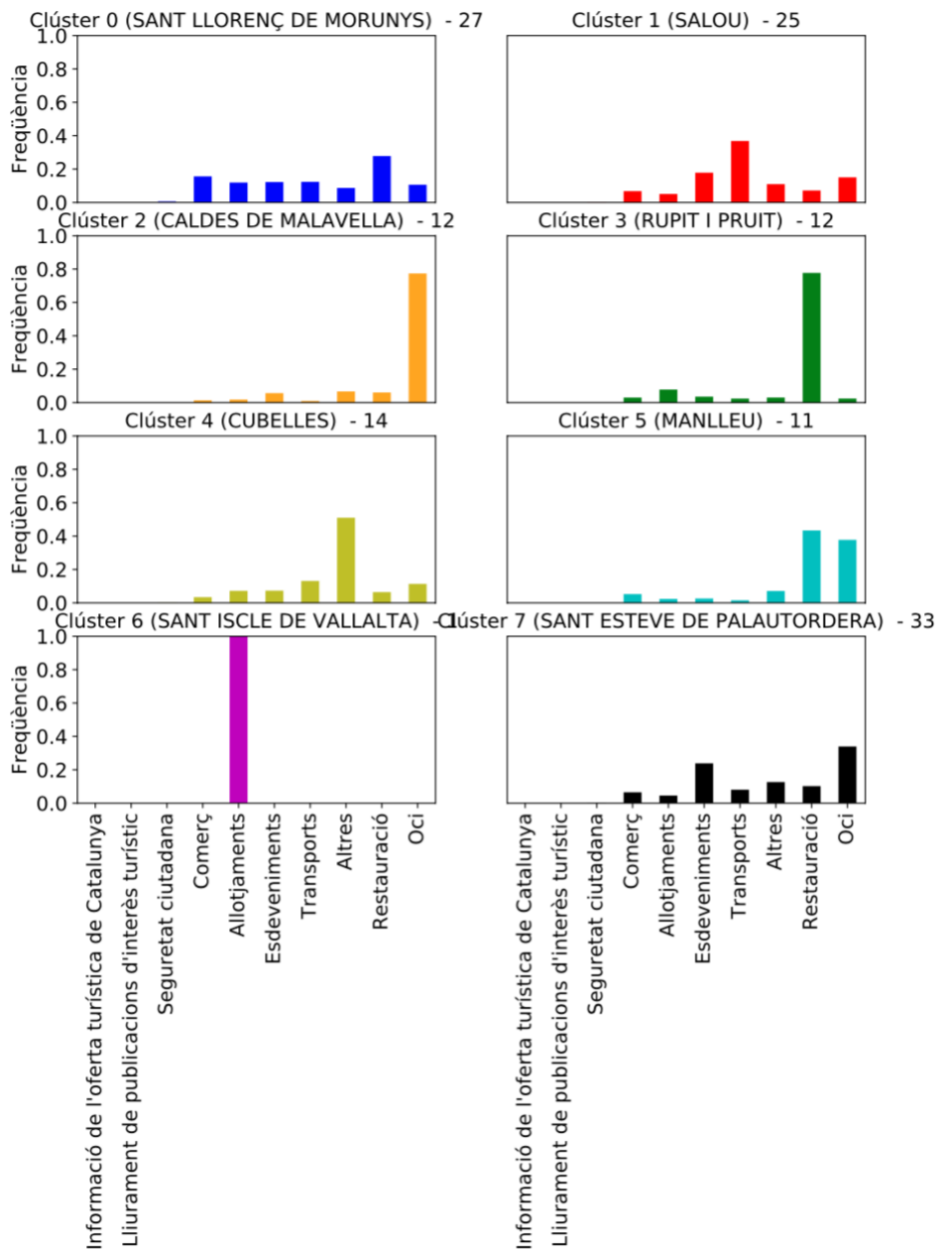 Clúster 0 (SANT LLORENÇ DE MORUNYS)  - 27
Clúster 1 (SALOU)  - 25
Freqüència
1.0
0.8
0.6
0.4
0.2
0.0
Clúster 2 (CALDES DE MALAVELLA)  - 12
Clúster 3 (RUPIT I PRUIT)  - 12
Freqüència
1.0
0.8
0.6
0.4
0.2
0.0
Clúster 4 (CUBELLES)  - 14
Clúster 5 (MANLLEU)  - 11
Freqüència
1.0
0.8
0.6
0.4
0.2
0.0
Clúster 6 (SANT ISCLE DE VALLALTA)  - 1
Clúster 7 (SANT ESTEVE DE PALAUTORDERA)  - 33
Freqüència
1.0
0.8
0.6
0.4
0.2
0.0
Informació de l'oferta turística de Catalunya
Lliurament de publicacions d'interès turístic
Seguretat ciutadana
Comerç
Allotjaments
Esdeveniments
Transports
Altres
Restauració
Oci
Informació de l'oferta turística de Catalunya
Lliurament de publicacions d'interès turístic
Seguretat ciutadana
Comerç
Allotjaments
Esdeveniments
Transports
Altres
Restauració
Oci